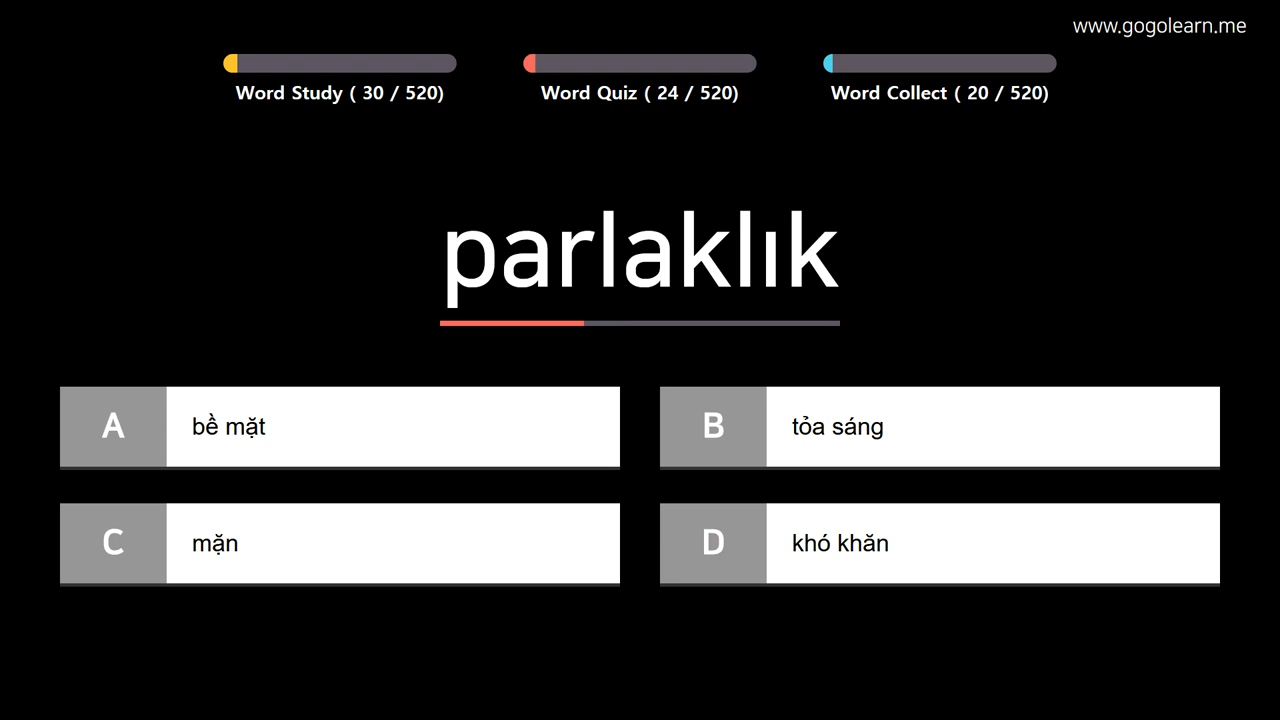 www.gogolearn.me
Word Study ( 30 / 520)
Word Quiz ( 24 / 520)
Word Collect ( 20 / 520)
parlaklık
A
bề mặt
B
tỏa sáng
C
mặn
D
khó khăn